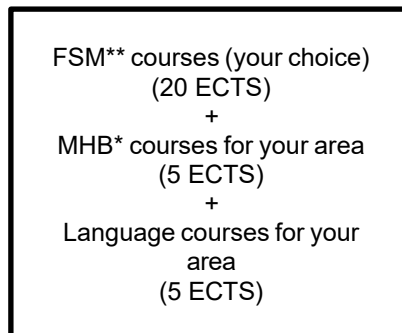 FSM** courses (your choice)
(20 ECTS)
+
MHB* courses for your area
(5 ECTS)
+
Language courses for your
area
(5 ECTS)